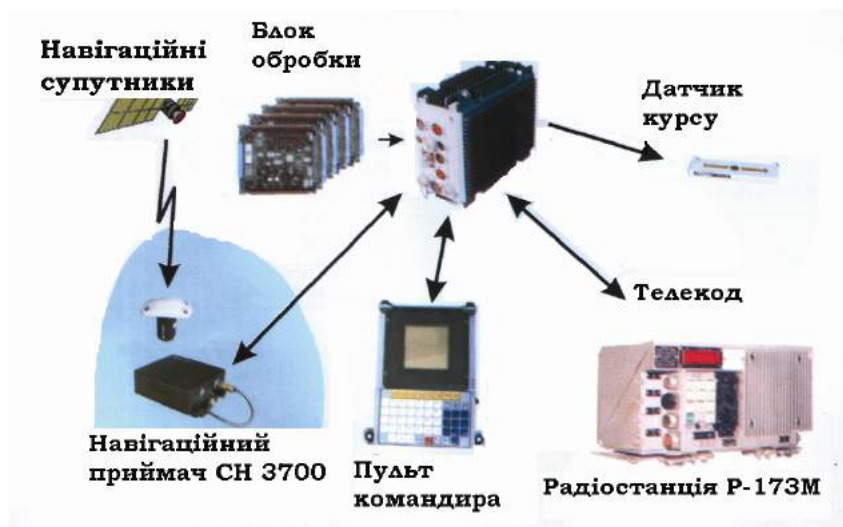 Навігаційні
супутники
Блок
обробки
Датчик
курсу
Телекод
Навігаційний
приймач СН 3700
Пульт
командира
Радіостанція Р-173М